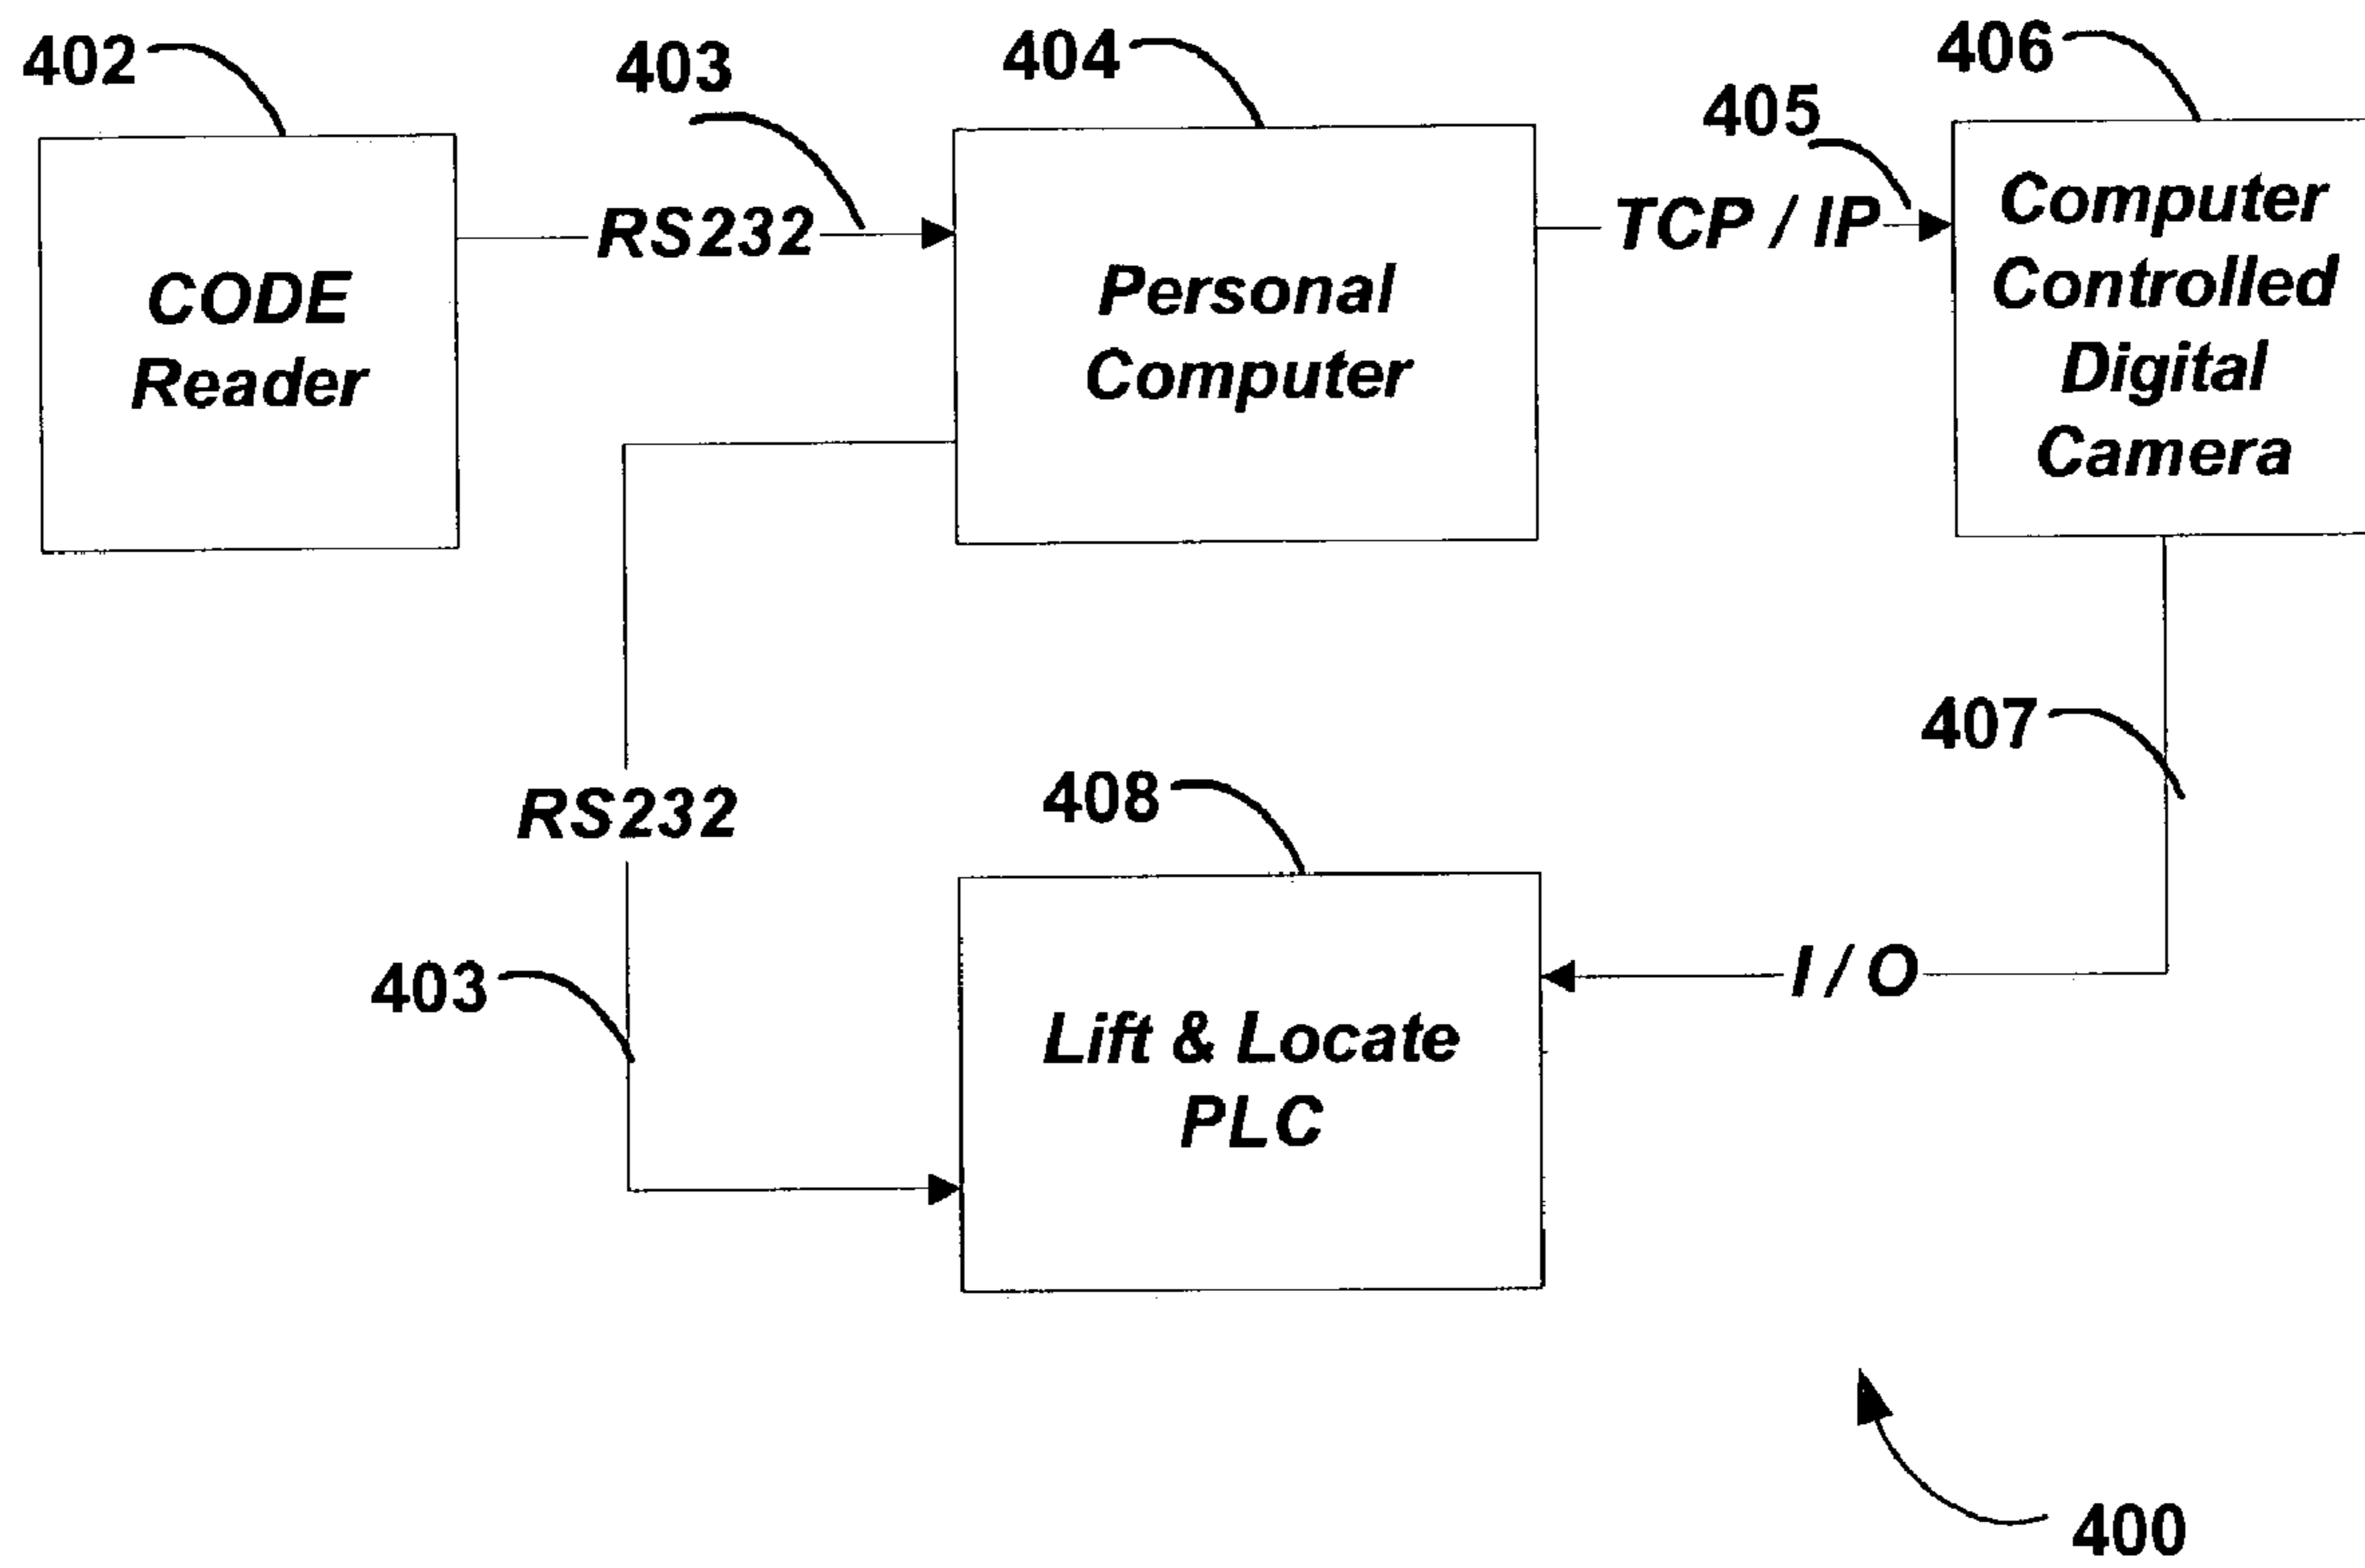 402
403
404
405
406
CODE
Reader
RS232
Personal
Computer
TCP / IP
Computer
Controlled
Digital
Camera
RS232
403
408
407
Lift & Locate
PLC
I / O
400